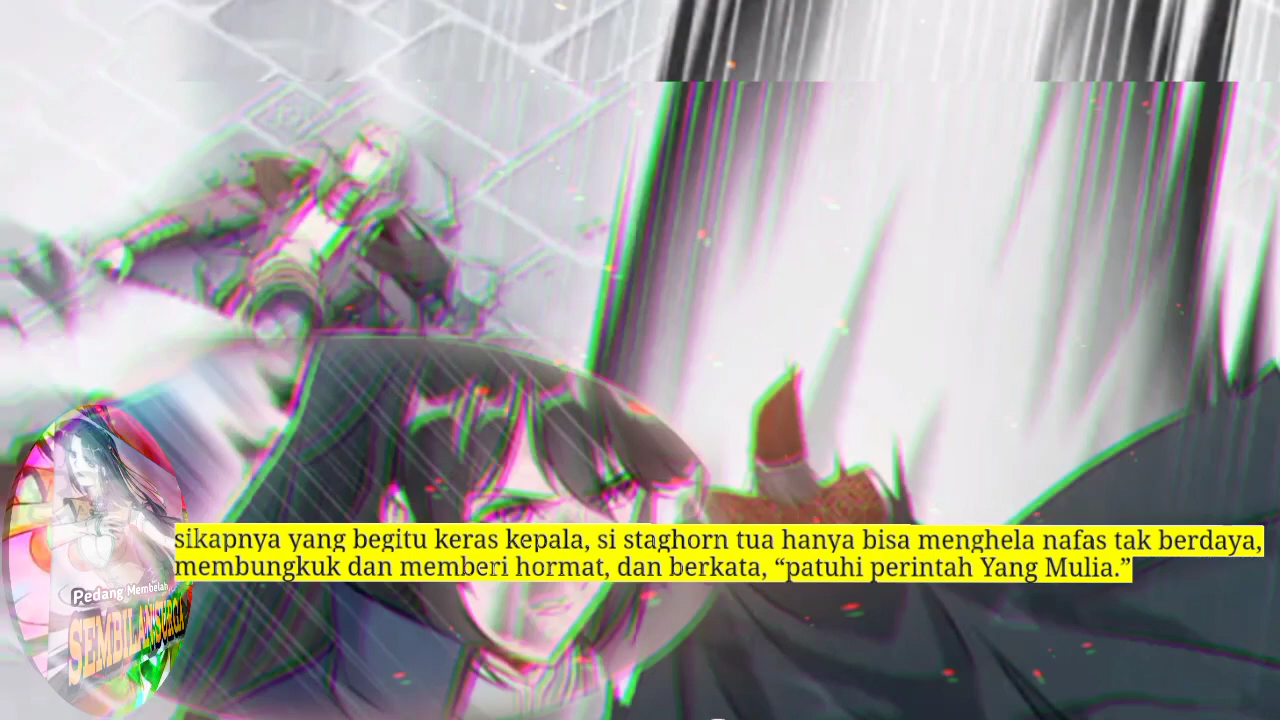 sikapnya yang begitu keras kepala, si staghorn tua hanya bisa menghela nafas tak berdaya,
membungkuk dan memberi hormat, dan berkata, “patuhi perintah Yang Mulia.”
Pedang Membelah
SEMBILAN SURGA